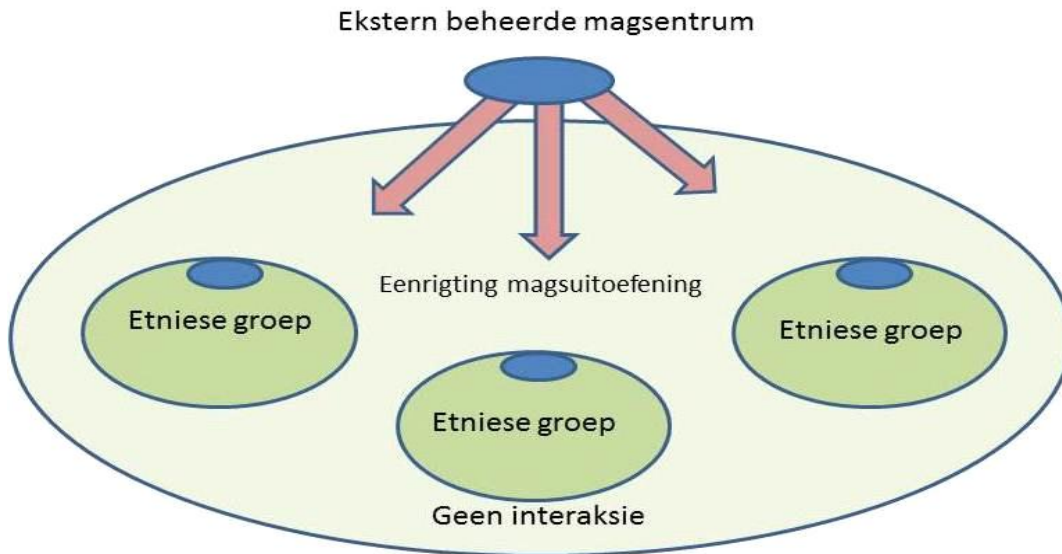 Ekstern beheerde magsentrum
Eenrigting magsuitoefening
Etniese groep
Etniese groep
Etniese groep
Geen interaksie